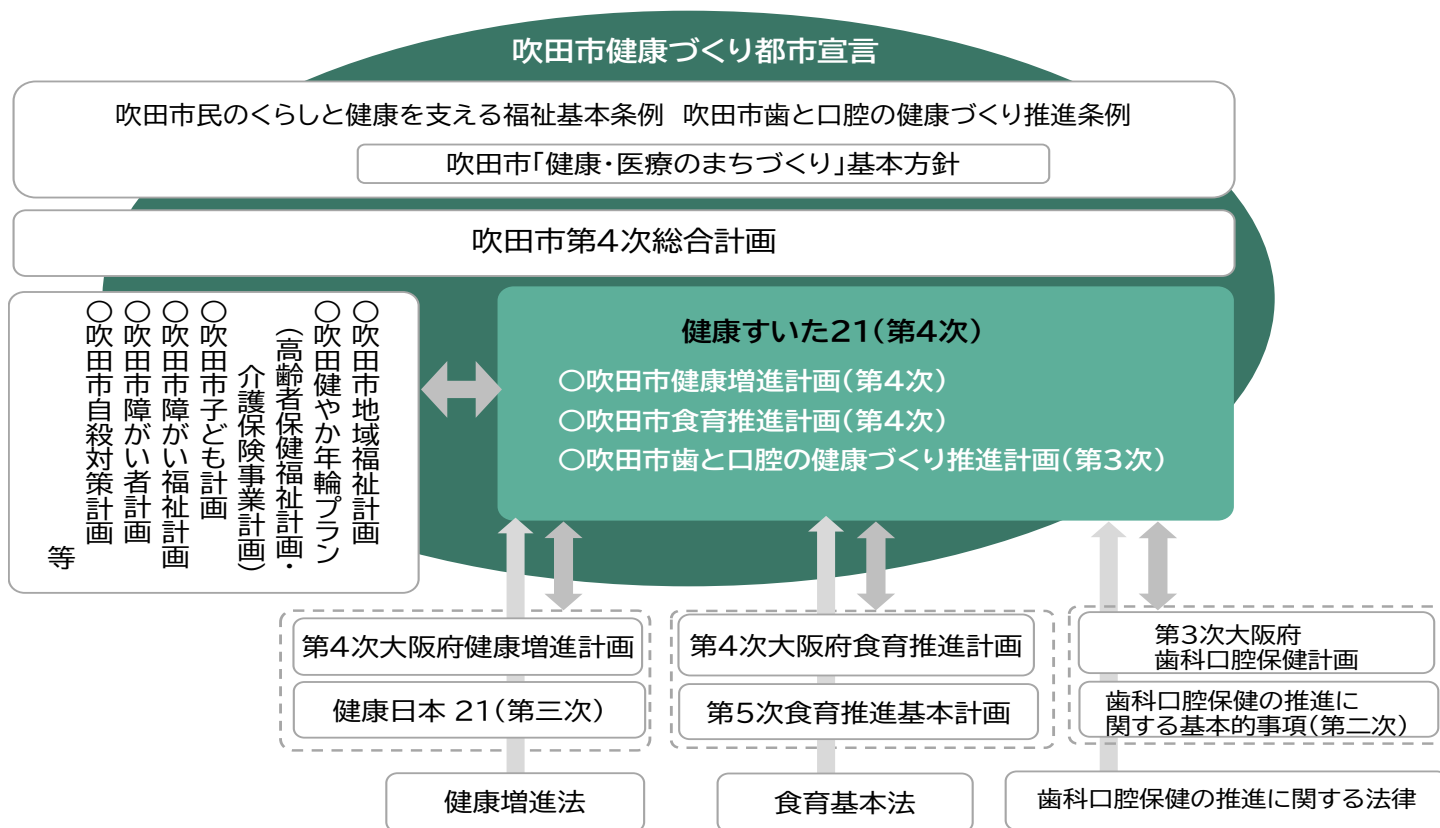 吹田市健康づくり都市宣言
吹田市民のくらしと健康を支える福祉基本条例 吹田市歯と口腔の健康づくり推進条例
吹田市「健康・医療のまちづくり」基本方針
吹田市第4次総合計画
○吹田市地域福祉計画
○吹田健やか年輪プラン
(高齢者保健福祉計画・
介護保険事業計画)
○吹田市子ども計画
○吹田市障がい福祉計画
○吹田市障がい者計画
○吹田市自殺対策計画
等
健康すいた21(第4次)
○吹田市健康増進計画(第4次)
○吹田市食育推進計画(第4次)
○吹田市歯と口腔の健康づくり推進計画(第3次)
第4次大阪府健康増進計画
健康日本 21(第三次)
第4次大阪府食育推進計画
第5次食育推進基本計画
第3次大阪府
歯科口腔保健計画
歯科口腔保健の推進に
関する基本的事項(第二次)
健康増進法
食育基本法
歯科口腔保健の推進に関する法律